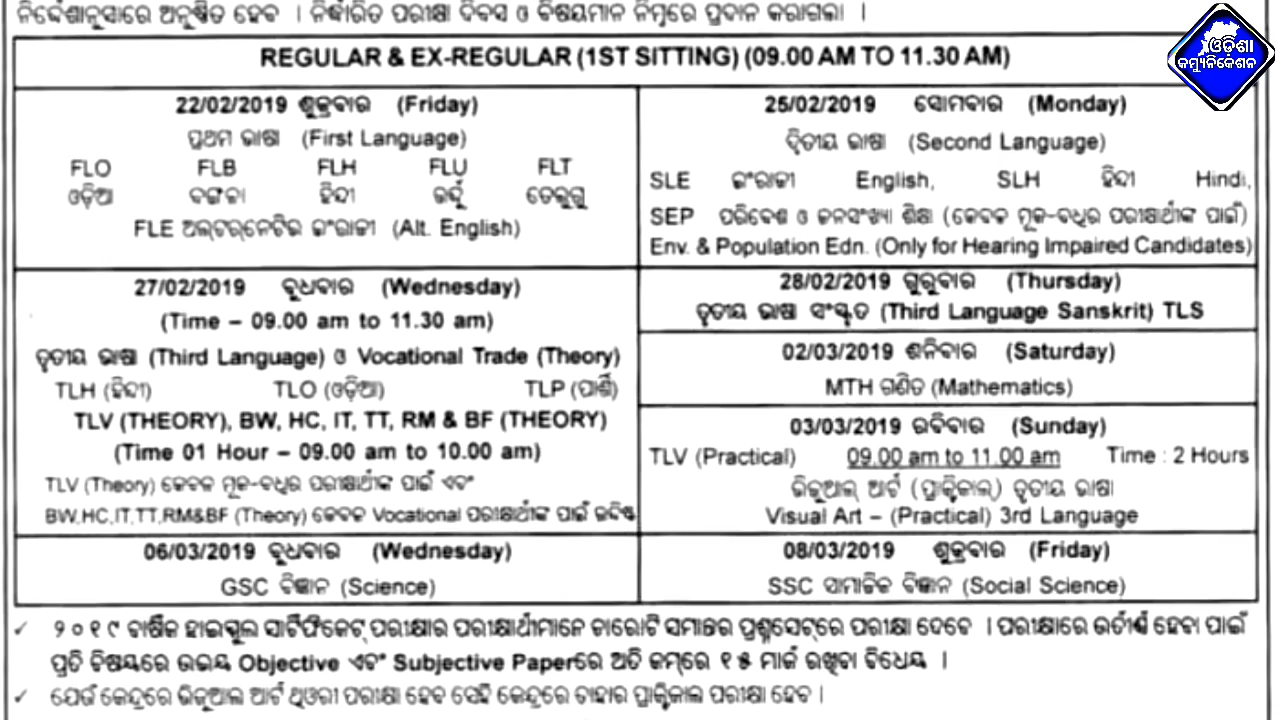 ନିର୍ଦ୍ଦେଶାନୁସାରେ ଅନୁଷ୍ଠିତ ହେବ । ନିର୍ଦ୍ଧାରିତ ପରୀକ୍ଷା ଦିବସ ଓ ବିଷୟମାନ ନିମ୍ନରେ ପ୍ରଦାନ କରାଗଲା ।
ଓଡ଼ିଶା
କମ୍ୟୁନିକେଶନ
REGULAR & EX-REGULAR (1ST SITTING) (09.00 AM TO 11.30 AM)
22/02/2019 ଶୁକ୍ରବାର (Friday)
ପ୍ରଥମ ଭାଷା (First Language)
FLO FLB FLH FLU FLT
ଓଡ଼ିଆ ବଙ୍ଗଳା ହିନ୍ଦୀ ଉର୍ଦ୍ଦୁ ତେଲୁଗୁ
FLE ଅଲ୍‌ଟର୍‌ନେଟିଭ ଇଂରାଜୀ (Alt. English)
25/02/2019 ସୋମବାର (Monday)
ଦ୍ୱିତୀୟ ଭାଷା (Second Language)
SLE ଇଂରାଜୀ English, SLH ହିନ୍ଦୀ Hindi,
SEP ପରିବେଶ ଓ ଜନସଂଖ୍ୟା ଶିକ୍ଷା (କେବଳ ମୂକ-ବଧିର ପରୀକ୍ଷାର୍ଥୀଙ୍କ ପାଇଁ)
Env. & Population Edn. (Only for Hearing Impaired Candidates)
27/02/2019 ବୁଧବାର (Wednesday)
(Time – 09.00 am to 11.30 am)
ତୃତୀୟ ଭାଷା (Third Language) ଓ Vocational Trade (Theory)
TLH (ହିନ୍ଦୀ) TLO (ଓଡ଼ିଆ) TLP (ପାର୍ଶି)
TLV (THEORY), BW, HC, IT, TT, RM & BF (THEORY)
(Time 01 Hour – 09.00 am to 10.00 am)
TLV (Theory) କେବଳ ମୂକ-ବଧିର ପରୀକ୍ଷାର୍ଥୀଙ୍କ ପାଇଁ ଏବଂ
BW,HC,IT,TT,RM&BF (Theory) କେବଳ Vocational ପରୀକ୍ଷାର୍ଥୀଙ୍କ ପାଇଁ ଉଦ୍ଦିଷ୍ଟ
28/02/2019 ଗୁରୁବାର (Thursday)
ତୃତୀୟ ଭାଷା ସଂସ୍କୃତ (Third Language Sanskrit) TLS
02/03/2019 ଶନିବାର (Saturday)
MTH ଗଣିତ (Mathematics)
03/03/2019 ରବିବାର (Sunday)
TLV (Practical) 09.00 am to 11.00 am Time : 2 Hours
ଭିଜୁଆଲ୍ ଆର୍ଟ (ପ୍ରାକ୍ଟିକାଲ୍) ତୃତୀୟ ଭାଷା
Visual Art – (Practical) 3rd Language
06/03/2019 ବୁଧବାର (Wednesday)
GSC ବିଜ୍ଞାନ (Science)
08/03/2019 ଶୁକ୍ରବାର (Friday)
SSC ସାମାଜିକ ବିଜ୍ଞାନ (Social Science)
✓ ୨୦୧୯ ବାର୍ଷିକ ହାଇସ୍କୁଲ ସାର୍ଟିଫିକେଟ୍ ପରୀକ୍ଷାର ପରୀକ୍ଷାର୍ଥୀମାନେ ଚାରୋଟି ସମାନ୍ତର ପ୍ରଶ୍ନସେଟ୍‌ରେ ପରୀକ୍ଷା ଦେବେ । ପରୀକ୍ଷାରେ ଉର୍ତୀର୍ଣ୍ଣ ହେବା ପାଇଁ
ପ୍ରତି ବିଷୟରେ ଉଭୟ Objective ଏବଂ Subjective Paperରେ ଅତି କମ୍‌ରେ ୧୫ ମାର୍କ ରଖିବା ବିଧେୟ ।
✓ ଯେଉଁ କେନ୍ଦ୍ରରେ ଭିଜୁଆଲ ଆର୍ଟ ଥିଓରୀ ପରୀକ୍ଷା ହେବ ସେହି କେନ୍ଦ୍ରରେ ତାହାର ପ୍ରାକ୍ଟିକାଲ ପରୀକ୍ଷା ହେବ ।